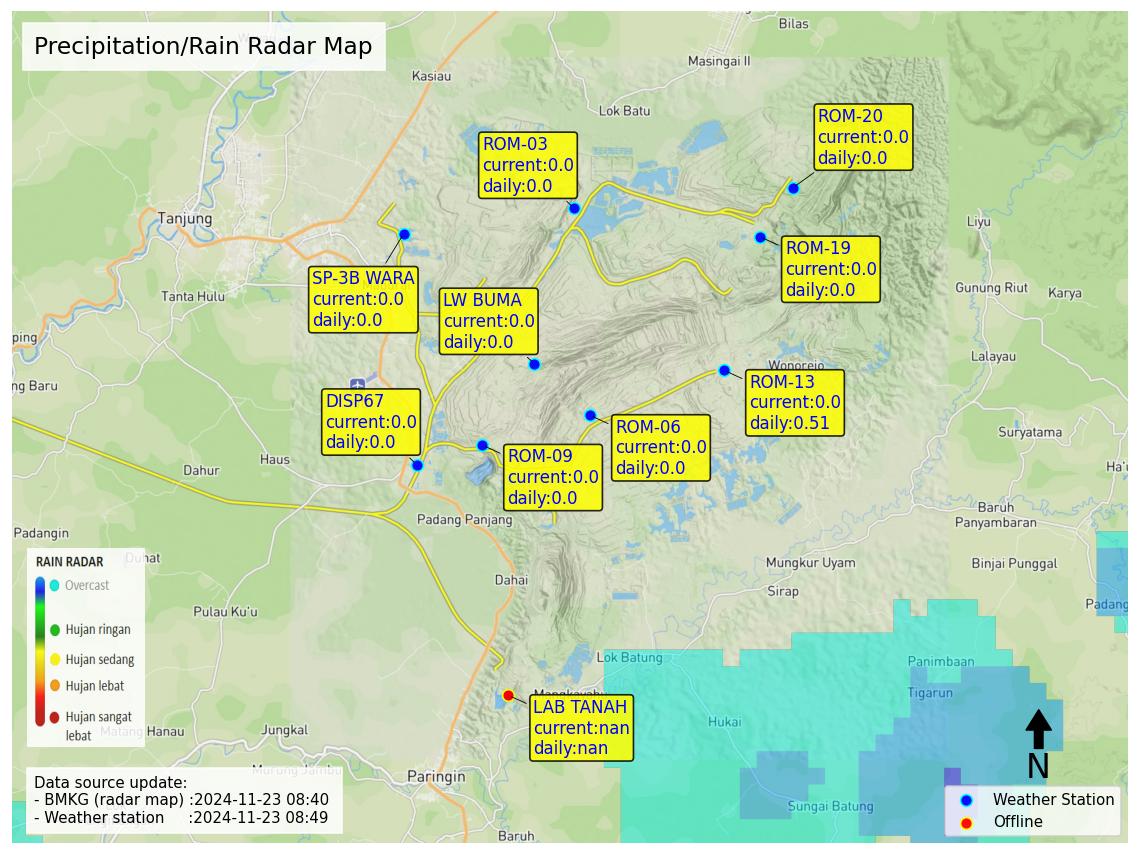 Precipitation/Rain Radar Map
Bilas
Masingai II
Kasiau
Lok Batu
ROM-20
current:0.0
daily:0.0
ROM-03
current:0.0
daily:0.0
Tanjung
Liyu
ROM-19
current:0.0
daily:0.0
SP-3B WARA
current:0.0
daily:0.0
LW BUMA
current:0.0
daily:0.0
Tanta Hulu
Gunung Riut
Karya
ping
Lalayau
Wonorejo
ng Baru
ROM-13
current:0.0
daily:0.51
DISP67
current:0.0
daily:0.0
ROM-06
current:0.0
daily:0.0
Suryatama
ROM-09
current:0.0
daily:0.0
Haus
Dahur
Ha'u
Baruh
Panyambaran
Padang Panjang
Padangin
Duhat
Mungkur Uyam
Binjai Punggal
Dahai
Sirap
Padang
Pulau Ku'u
RAIN RADAR
Overcast
Hujan ringan
Hujan sedang
Hujan lebat
Hujan sangat
lebat
Lok Batung
Panimbaan
Tigarun
Mangkayahu
LAB TANAH
current:nan
daily:nan
Hukai
Matang Hanau
Jungkal
Murung Jambu
Paringin
N
Sungai Batung
Baruh
Data source update:
- BMKG (radar map) :2024-11-23 08:40
- Weather station :2024-11-23 08:49
Weather Station
Offline